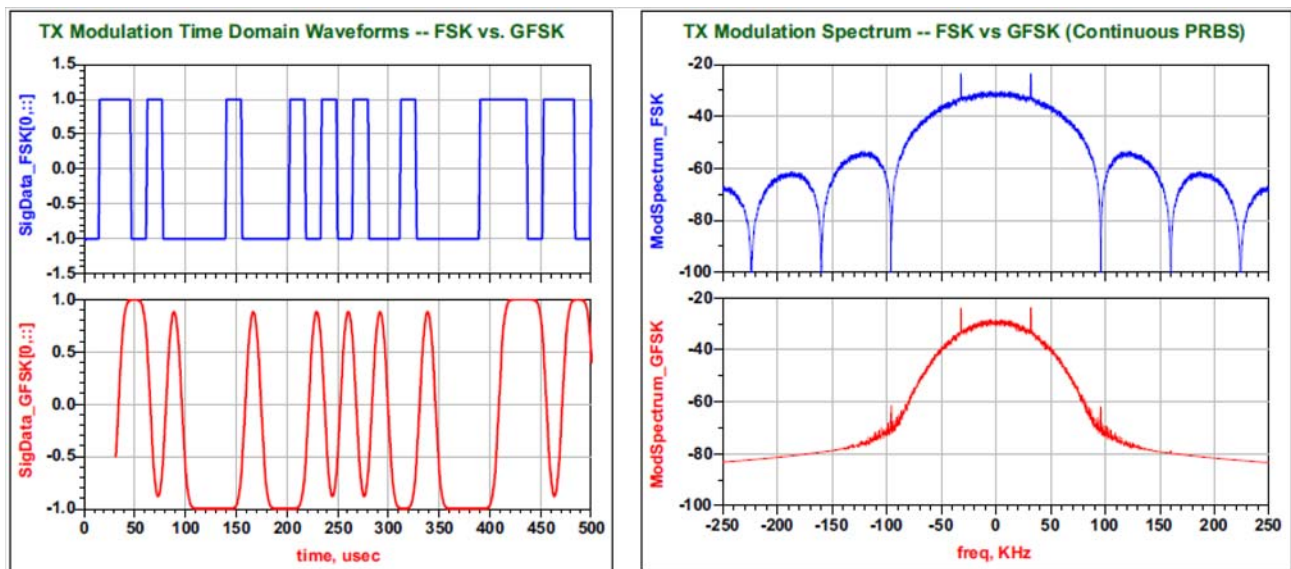 TX Modulation Time Domain Waveforms -- FSK vs. GFSK
SigData_FSK[0,::]
1.5
1.0
0.5
0.0
-0.5
-1.0
-1.5
SigData_GFSK[0,::]
1.0
0.5
0.0
-0.5
-1.0
0 50 100 150 200 250 300 350 400 450 500
time, usec
TX Modulation Spectrum -- FSK vs GFSK (Continuous PRBS)
ModSpectrum_FSK
-20
-40
-60
-80
-100
ModSpectrum_GFSK
-20
-40
-60
-80
-100
-250 -200 -150 -100 -50 0 50 100 150 200 250
freq, KHz